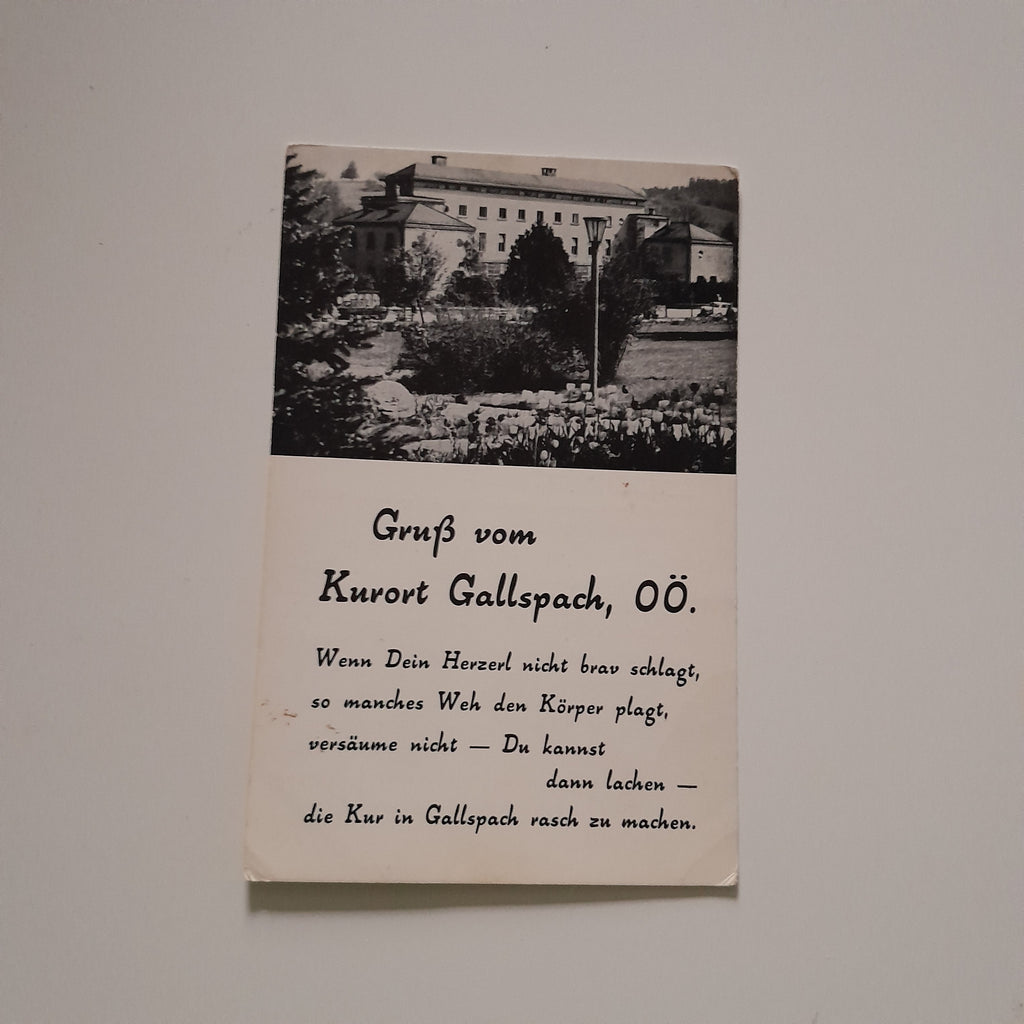 Gruß vom
Kurort Gallspach, OÖ.
Wenn Dein Herzerl nicht brav schlagt,
so manches Weh den Körper plagt,
versäume nicht — Du kannst
dann lachen —
die Kur in Gallspach rasch zu machen.